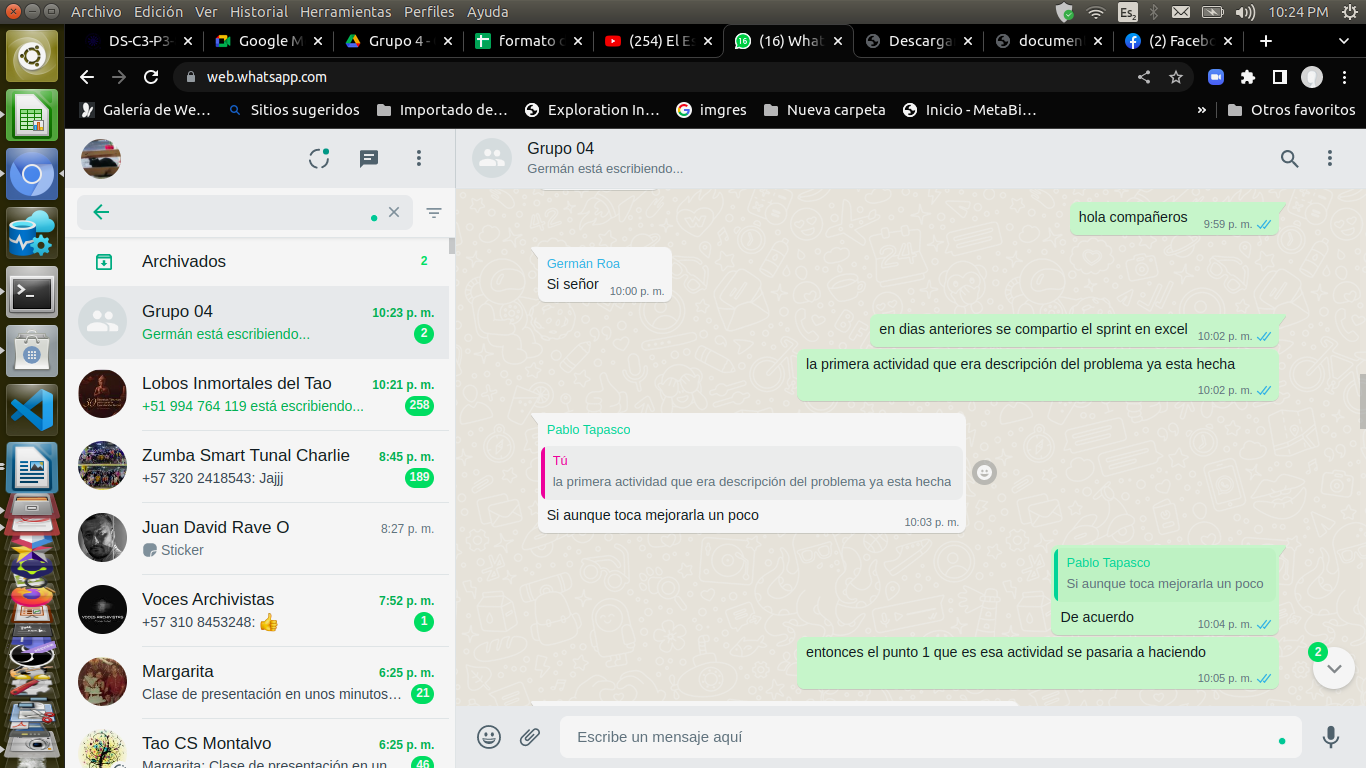 Archivo Edición Ver Historial Herramientas Perfiles Ayuda
Es2 10:24 PM
DS-C3-P3- Google M Grupo 4 - formato (254) El Es (16) What Descarga documen (2) Facebo
web.whatsapp.com
Galería de We... Sitios sugeridos Importado de... Exploration In... imgres Nueva carpeta Inicio - MetaBi... » Otros favoritos
Archivados 2
Grupo 04 10:23 p. m.
Germán está escribiendo... 2
Lobos Inmortales del Tao 10:21 p. m.
+51 994 764 119 está escribiendo... 258
Zumba Smart Tunal Charlie 8:45 p. m.
+57 320 2418543: Jajjj 189
Juan David Rave O 8:27 p. m.
Sticker
Voces Archivistas 7:52 p. m.
+57 310 8453248: 👍 1
Margarita 6:25 p. m.
Clase de presentación en unos minutos... 21
Tao CS Montalvo 6:25 p. m.
Margarita: Clase de presentación en un 46
Grupo 04
Germán está escribiendo...
hola compañeros 9:59 p. m.
Germán Roa
Si señor 10:00 p. m.
en dias anteriores se compartio el sprint en excel 10:02 p. m.
la primera actividad que era descripción del problema ya esta hecha
10:02 p. m.
Pablo Tapasco
Tú
la primera actividad que era descripción del problema ya esta hecha
Si aunque toca mejorarla un poco 10:03 p. m.
Pablo Tapasco
Si aunque toca mejorarla un poco
De acuerdo 10:04 p. m.
entonces el punto 1 que es esa actividad se pasaria a haciendo
10:05 p. m.
2
Escribe un mensaje aquí